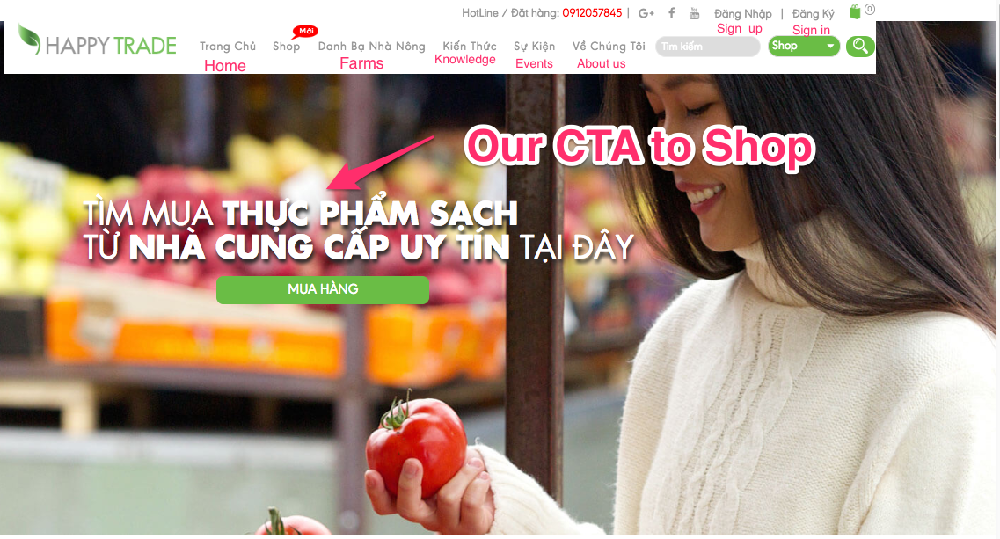 HotLine / Đặt hàng: 0912057845 | Đăng Nhập | Đăng Ký 0
Sign up Sign in
HAPPY TRADE
Mới
Trang Chủ Shop Danh Bạ Nhà Nông Kiến Thức Sự Kiện Về Chúng Tôi Tìm kiếm Shop
Home Farms Knowledge Events About us
Our CTA to Shop
TÌM MUA THỰC PHẨM SẠCH
TỪ NHÀ CUNG CẤP UY TÍN TẠI ĐÂY
MUA HÀNG